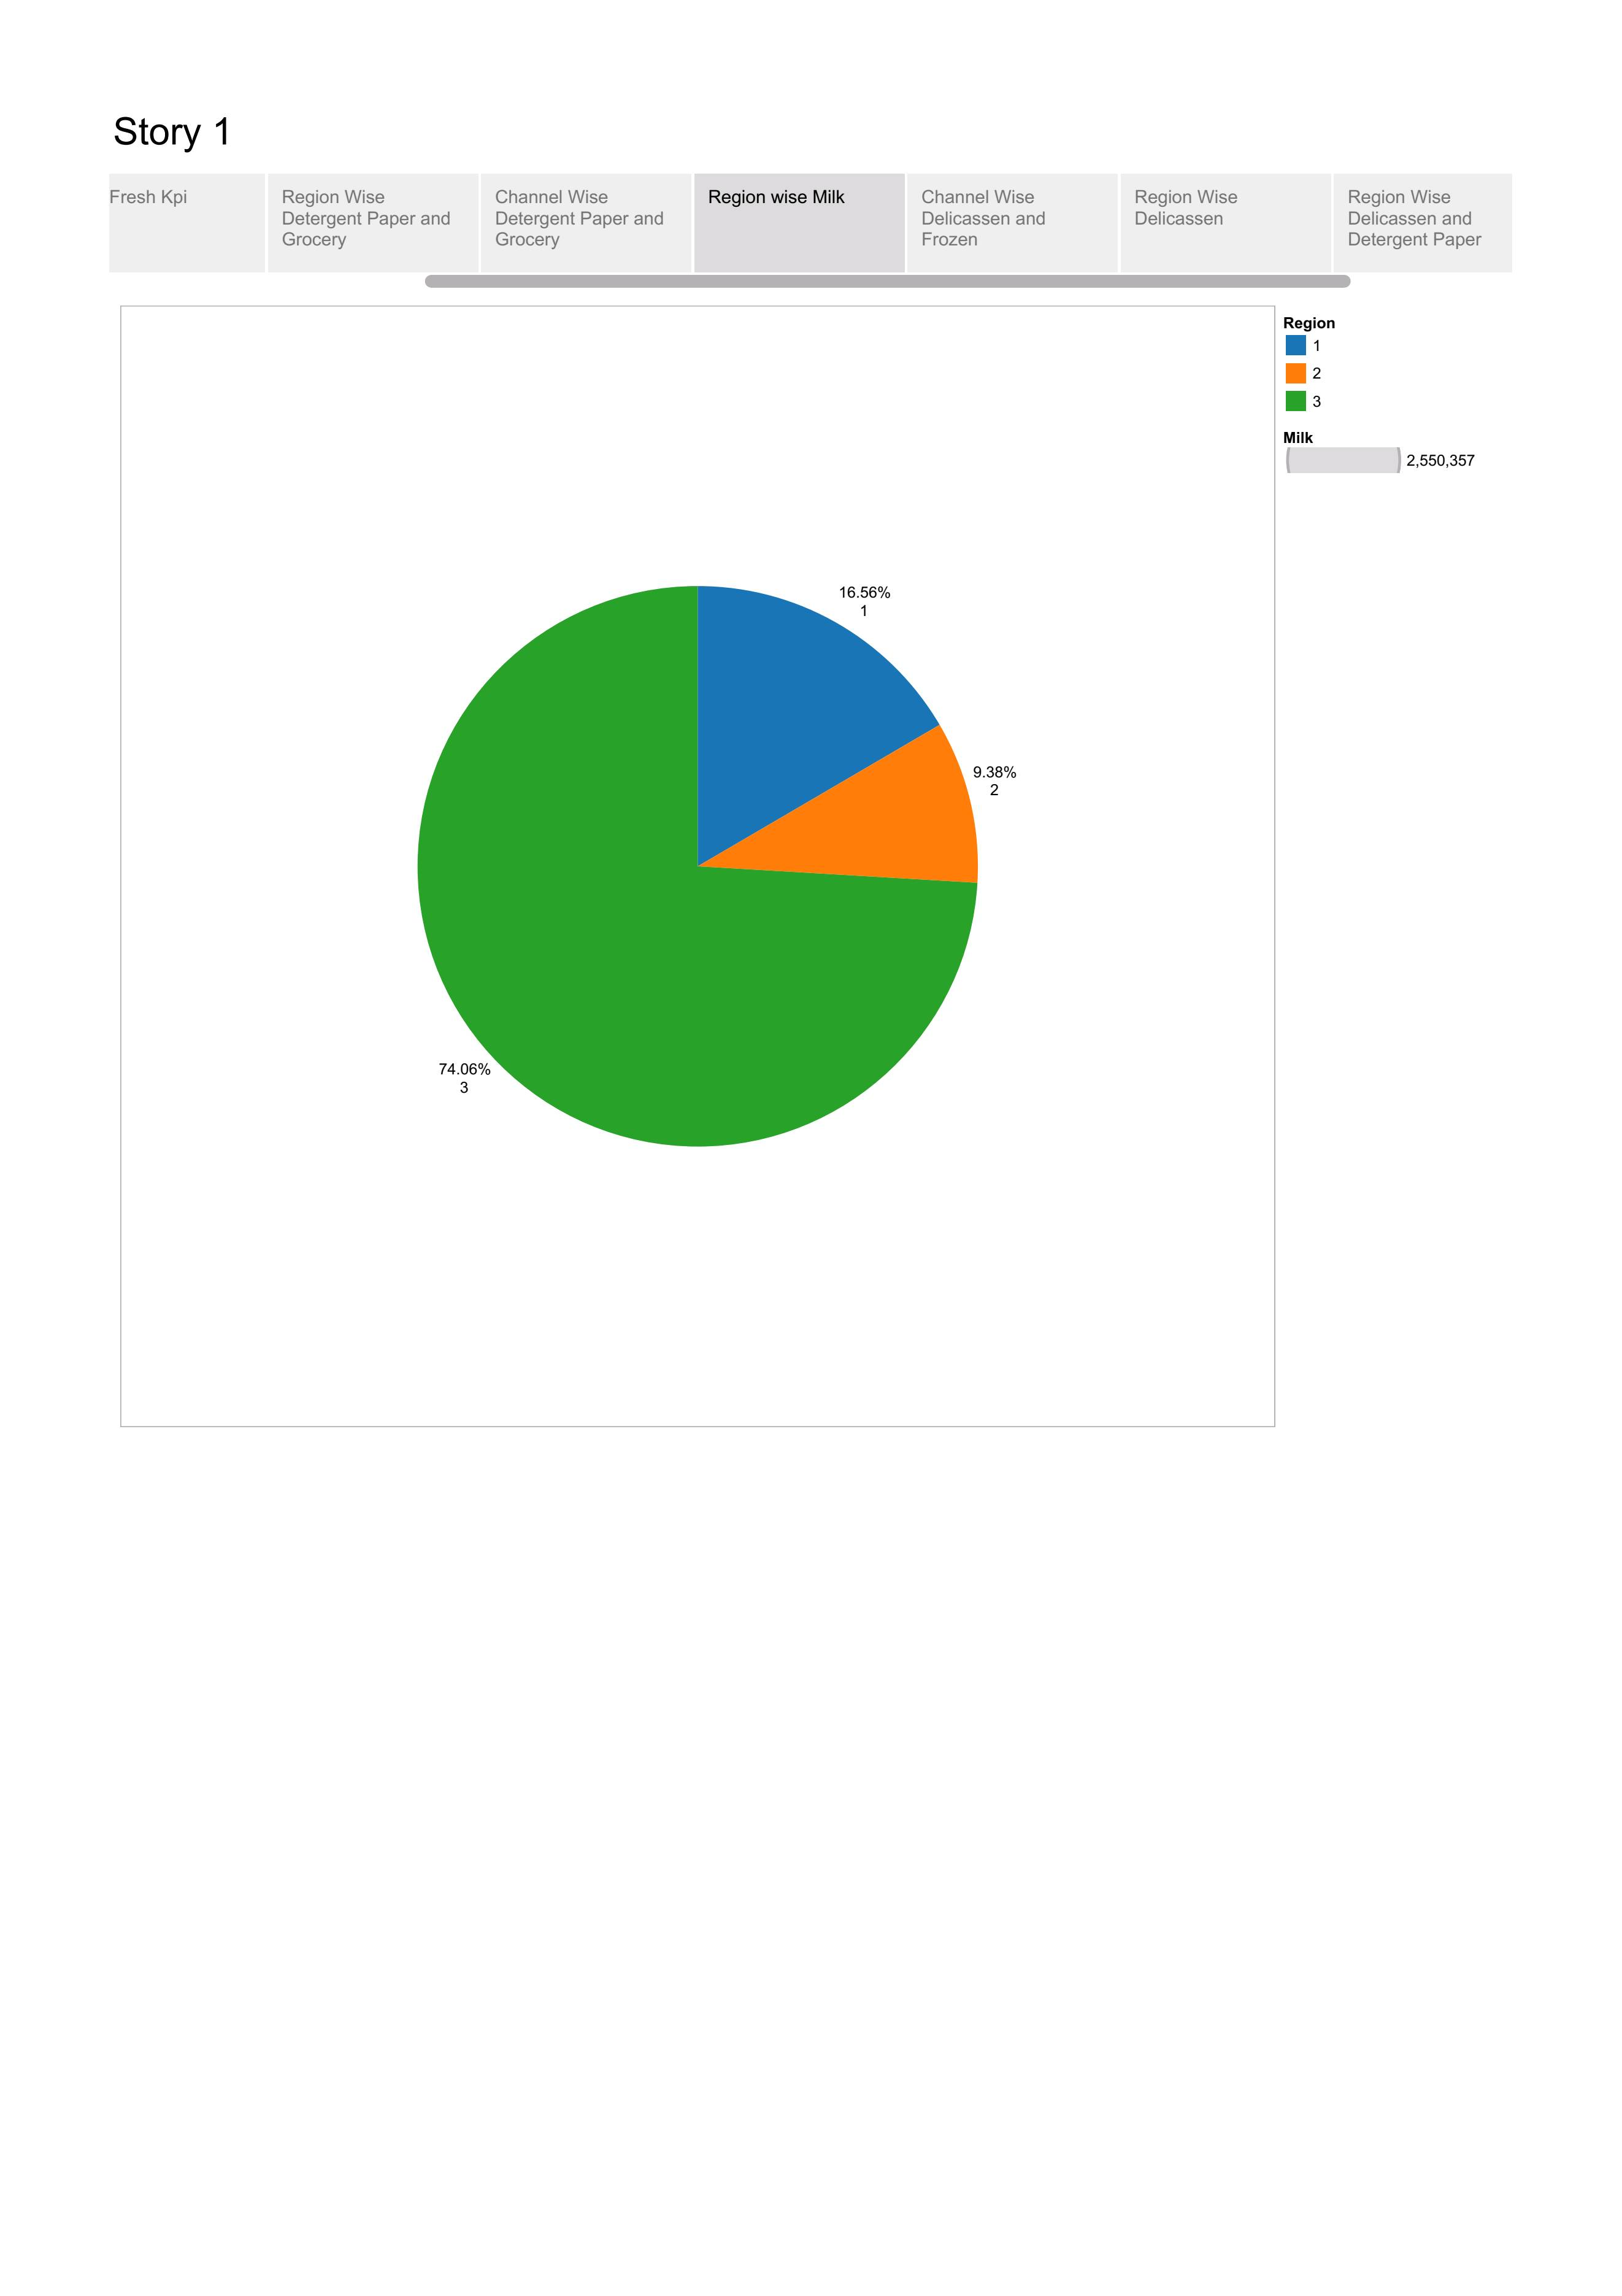 Story 1
Fresh Kpi
Region Wise
Detergent Paper and
Grocery
Channel Wise
Detergent Paper and
Grocery
Region wise Milk
Channel Wise
Delicassen and
Frozen
Region Wise
Delicassen
Region Wise
Delicassen and
Detergent Paper
Region
1
2
3
Milk
2,550,357
16.56%
1
9.38%
2
74.06%
3